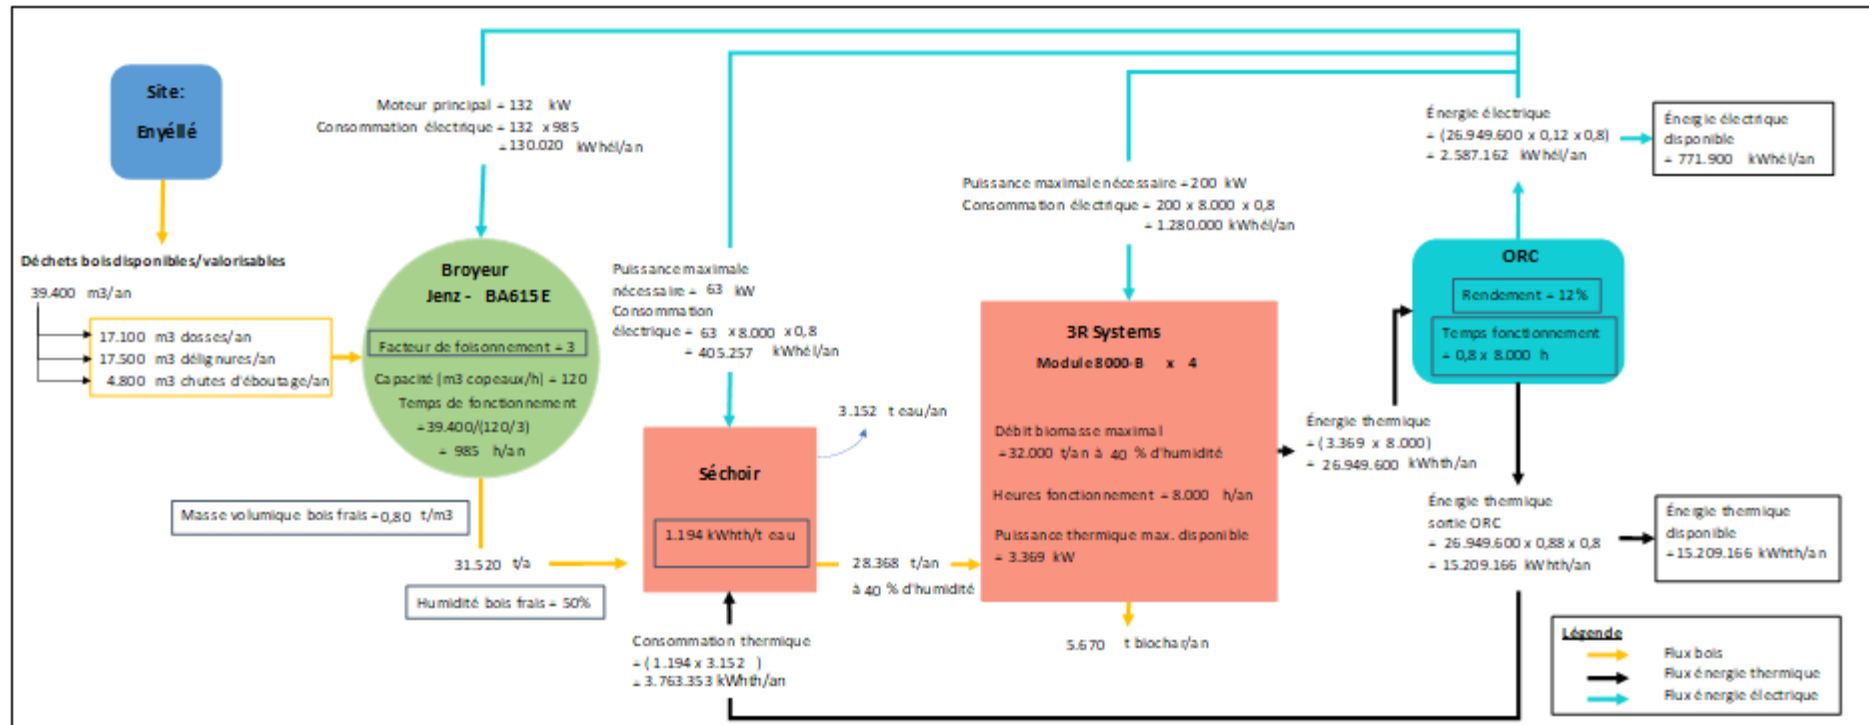 Site:
Enyéllé
Déchets bois disponibles/valorisables
39.400 m3/an
17.100 m3 dosses/an
17.500 m3 délignures/an
4.800 m3 chutes d'éboutage/an
Moteur principal = 132 kW
Consommation électrique = 132 x 985
=130.020 kWhél/an
Broyeur
Jenz - BA615E
Facteur de foisonnement = 3
Capacité (m3 copeaux/h) = 120
Temps de fonctionnement
=39.400/(120/3)
= 985 h/an
Masse volumique bois frais =0,80 t/m3
31.520 t/a
Humidité bois frais = 50%
Puissance maximale
nécessaire = 63 kW
Consommation
électrique = 63 x 8.000 x 0,8
= 405.257 kWhél/an
3.152 t eau/an
Séchoir
1.194 kWhth/t eau
28.368 t/an
à 40 % d'humidité
Consommation thermique
= ( 1.194 x 3.152 )
= 3.763.353 kWhth/an
Puissance maximale nécessaire = 200 kW
Consommation électrique = 200 x 8.000 x 0,8
= 1.280.000 kWhél/an
3R Systems
Module 8000-B x 4
Débit biomasse maximal
=32.000 t/an à 40 % d'humidité
Heures fonctionnement = 8.000 h/an
Puissance thermique max. disponible
= 3.369 kW
5.670 t biochar/an
Énergie thermique
= (3.369 x 8.000)
= 26.949.600 kWhth/an
Énergie électrique
= (26.949.600 x 0,12 x 0,8)
= 2.587.162 kWhél/an
Énergie électrique
disponible
= 771.900 kWhél/an
ORC
Rendement = 12%
Temps fonctionnement
= 0,8 x 8.000 h
Énergie thermique
sortie ORC
= 26.949.600 x 0,88 x 0,8
= 15.209.166 kWhth/an
Énergie thermique
disponible
=15.209.166 kWhth/an
Légende
Flux bois
Flux énergie thermique
Flux énergie électrique